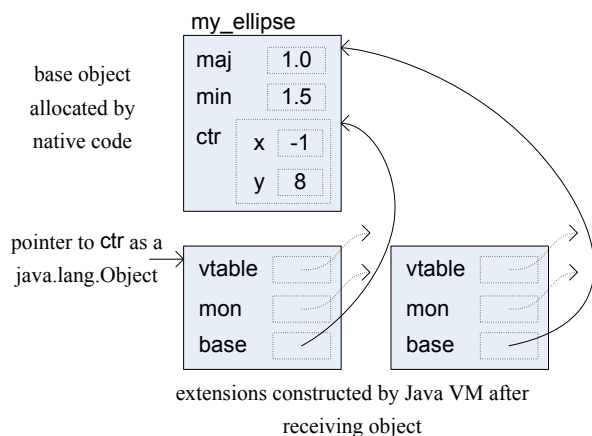 my_ellipse
maj 1.0
min 1.5
ctr
x -1
y 8
base object
allocated by
native code
pointer to ctr as a
java.lang.Object
vtable
mon
base
vtable
mon
base
extensions constructed by Java VM after
receiving object